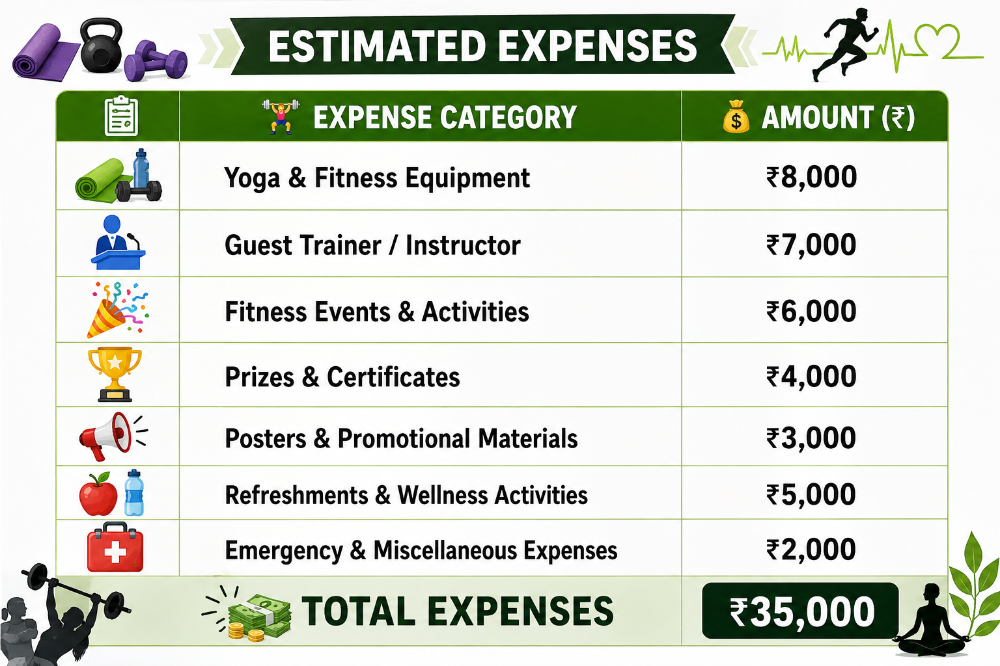 ESTIMATED EXPENSES
EXPENSE CATEGORY AMOUNT (₹)
Yoga & Fitness Equipment ₹8,000
Guest Trainer / Instructor ₹7,000
Fitness Events & Activities ₹6,000
Prizes & Certificates ₹4,000
Posters & Promotional Materials ₹3,000
Refreshments & Wellness Activities ₹5,000
Emergency & Miscellaneous Expenses ₹2,000
TOTAL EXPENSES ₹35,000